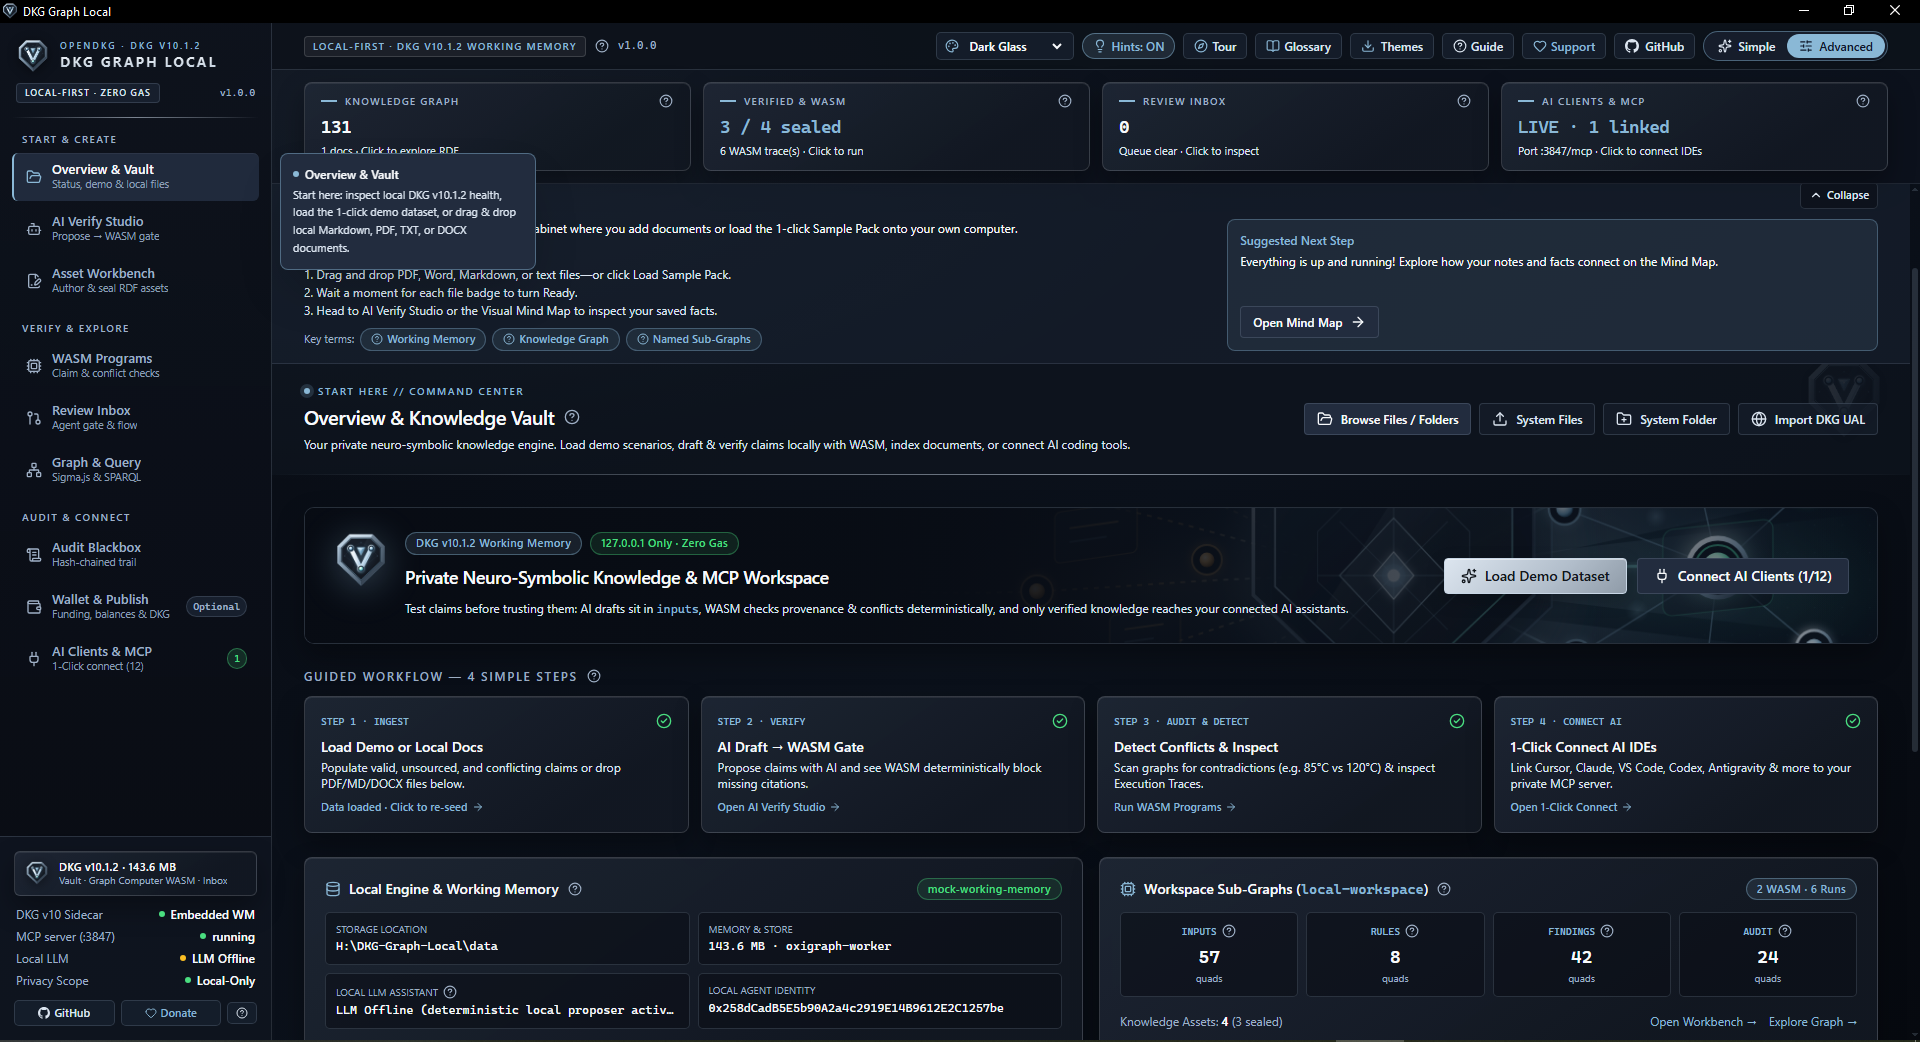 DKG Graph Local
OPENDKG · DKG V10.1.2
DKG GRAPH LOCAL
LOCAL-FIRST · ZERO GAS
v1.0.0
START & CREATE
Overview & Vault
Status, demo & local files
AI Verify Studio
Propose → WASM gate
Asset Workbench
Author & seal RDF assets
VERIFY & EXPLORE
WASM Programs
Claim & conflict checks
Review Inbox
Agent gate & flow
Graph & Query
Sigma.js & SPARQL
AUDIT & CONNECT
Audit Blackbox
Hash-chained trail
Wallet & Publish
Funding, balances & DKG
Optional
AI Clients & MCP
1-Click connect (12)
1
DKG v10.1.2 · 143.6 MB
Vault · Graph Computer WASM · Inbox
DKG v10 Sidecar
Embedded WM
MCP server (:3847)
running
Local LLM
LLM Offline
Privacy Scope
Local-Only
GitHub
Donate
LOCAL-FIRST · DKG V10.1.2 WORKING MEMORY
v1.0.0
Dark Glass
Hints: ON
Tour
Glossary
Themes
Guide
Support
GitHub
Simple
Advanced
KNOWLEDGE GRAPH
131
1 docs · Click to explore RDF
VERIFIED & WASM
3 / 4 sealed
6 WASM trace(s) · Click to run
REVIEW INBOX
0
Queue clear · Click to inspect
AI CLIENTS & MCP
LIVE · 1 linked
Port :3847/mcp · Click to connect IDEs
Overview & Vault
Start here: inspect local DKG v10.1.2 health,
load the 1-click demo dataset, or drag & drop
local Markdown, PDF, TXT, or DOCX
documents.
Collapse
abinet where you add documents or load the 1-click Sample Pack onto your own computer.
1. Drag and drop PDF, Word, Markdown, or text files—or click Load Sample Pack.
2. Wait a moment for each file badge to turn Ready.
3. Head to AI Verify Studio or the Visual Mind Map to inspect your saved facts.
Key terms:
Working Memory
Knowledge Graph
Named Sub-Graphs
Suggested Next Step
Everything is up and running! Explore how your notes and facts connect on the Mind Map.
Open Mind Map →
START HERE // COMMAND CENTER
Overview & Knowledge Vault
Your private neuro-symbolic knowledge engine. Load demo scenarios, draft & verify claims locally with WASM, index documents, or connect AI coding tools.
Browse Files / Folders
System Files
System Folder
Import DKG UAL
DKG v10.1.2 Working Memory
127.0.0.1 Only · Zero Gas
Private Neuro-Symbolic Knowledge & MCP Workspace
Test claims before trusting them: AI drafts sit in inputs, WASM checks provenance & conflicts deterministically, and only verified knowledge reaches your connected AI assistants.
Load Demo Dataset
Connect AI Clients (1/12)
GUIDED WORKFLOW — 4 SIMPLE STEPS
STEP 1 · INGEST
Load Demo or Local Docs
Populate valid, unsourced, and conflicting claims or drop
PDF/MD/DOCX files below.
Data loaded · Click to re-seed →
STEP 2 · VERIFY
AI Draft → WASM Gate
Propose claims with AI and see WASM deterministically block
missing citations.
Open AI Verify Studio →
STEP 3 · AUDIT & DETECT
Detect Conflicts & Inspect
Scan graphs for contradictions (e.g. 85°C vs 120°C) & inspect
Execution Traces.
Run WASM Programs →
STEP 4 · CONNECT AI
1-Click Connect AI IDEs
Link Cursor, Claude, VS Code, Codex, Antigravity & more to your
private MCP server.
Open 1-Click Connect →
Local Engine & Working Memory
mock-working-memory
STORAGE LOCATION
H:\DKG-Graph-Local\data
MEMORY & STORE
143.6 MB · oxigraph-worker
LOCAL LLM ASSISTANT
LLM Offline (deterministic local proposer activ…
LOCAL AGENT IDENTITY
0x258dCadB5E5b90A2a4c2919E14B9612E2C1257be
Workspace Sub-Graphs (local-workspace)
2 WASM · 6 Runs
INPUTS
57
quads
RULES
8
quads
FINDINGS
42
quads
AUDIT
24
quads
Knowledge Assets: 4 (3 sealed)
Open Workbench →
Explore Graph →